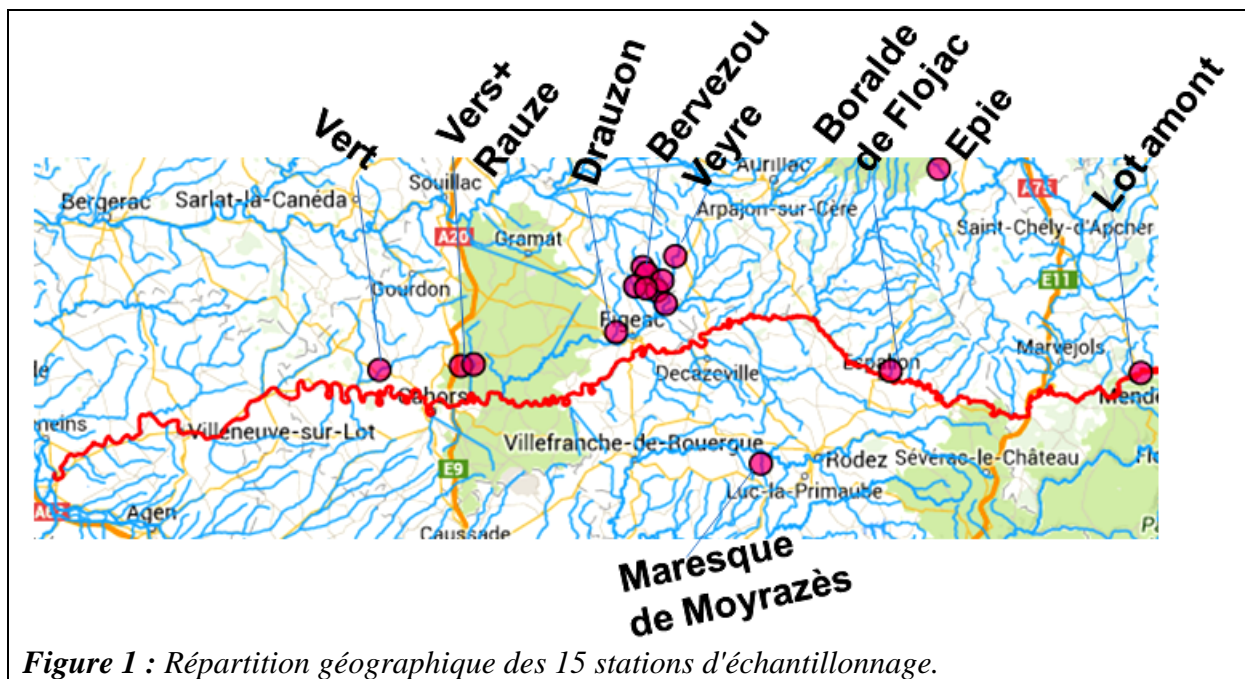 Vert
Vers+
Rauze
Drauzon
Bervezou
Veyre
Boralde
de Flojac
Epie
Lot amont
Bergerac
Sarlat-la-Canéda
Souillac
A20
Gramat
Gourdon
Aurillac
Arpajon-sur-Cère
A75
Saint-Chély-d'Apcher
E11
Figeac
Decazeville
Espalion
Marvejols
Mende
Cahors
neins
Villeneuve-sur-Lot
Villefranche-de-Rouergue
Rodez
Sévérac-le-Château
Luc-la-Primaube
E9
Agen
Caussade
Maresque
de Moyrazès
Figure 1 : Répartition géographique des 15 stations d'échantillonnage.